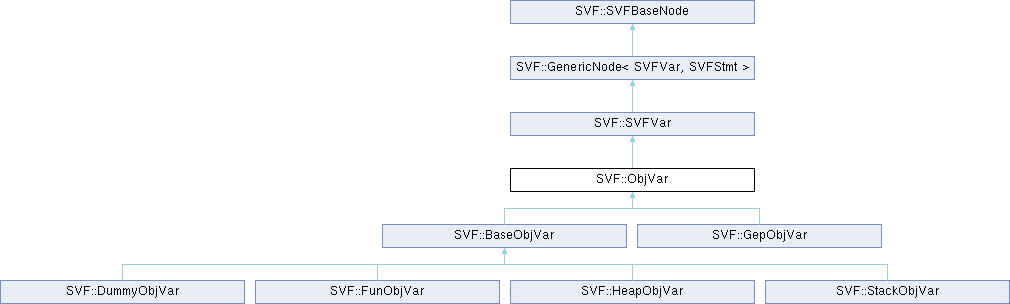 SVF::SVFBaseNode
SVF::GenericNode< SVFVar, SVFStmt >
SVF::SVFVar
SVF::ObjVar
SVF::BaseObjVar
SVF::GepObjVar
SVF::DummyObjVar
SVF::FunObjVar
SVF::HeapObjVar
SVF::StackObjVar